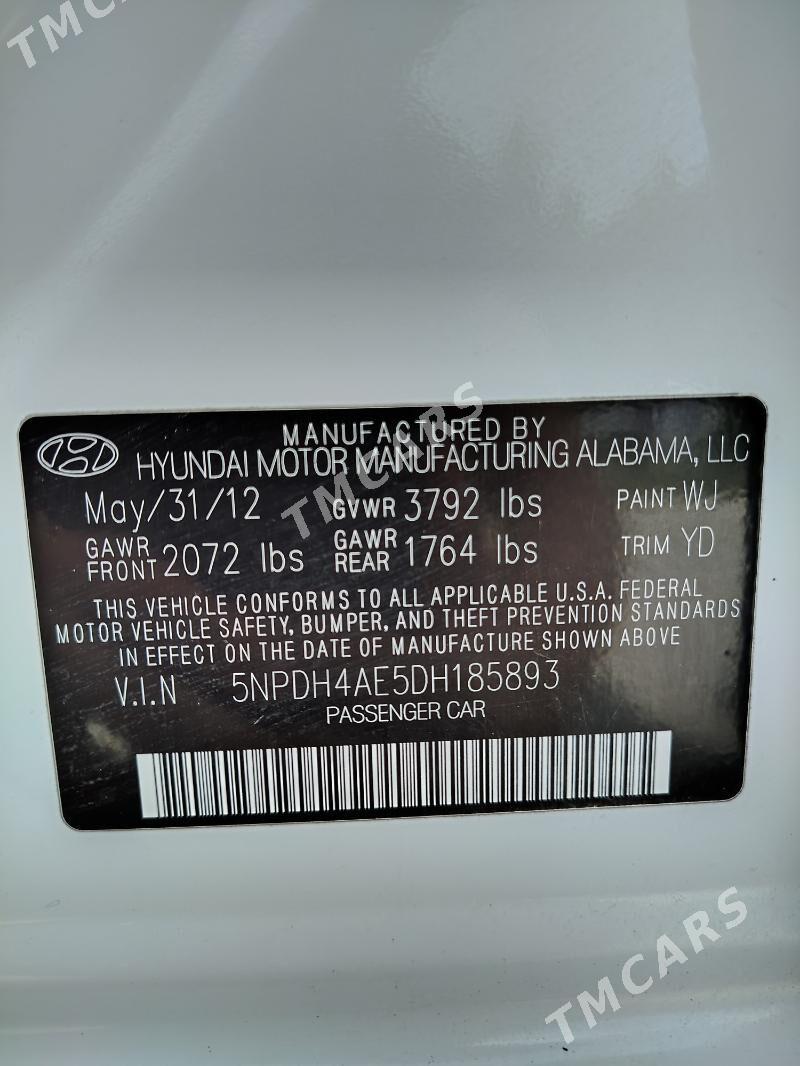 TMCARS
MANUFACTURED BY
HYUNDAI MOTOR MANUFACTURING ALABAMA, LLC
May/31/12 GVWR 3792 lbs PAINT WJ
GAWR FRONT 2072 lbs GAWR REAR 1764 lbs TRIM YD
THIS VEHICLE CONFORMS TO ALL APPLICABLE U.S.A. FEDERAL
MOTOR VEHICLE SAFETY, BUMPER, AND THEFT PREVENTION STANDARDS
IN EFFECT ON THE DATE OF MANUFACTURE SHOWN ABOVE
V.I.N 5NPDH4AE5DH185893
PASSENGER CAR
TMCARS
TMCARS